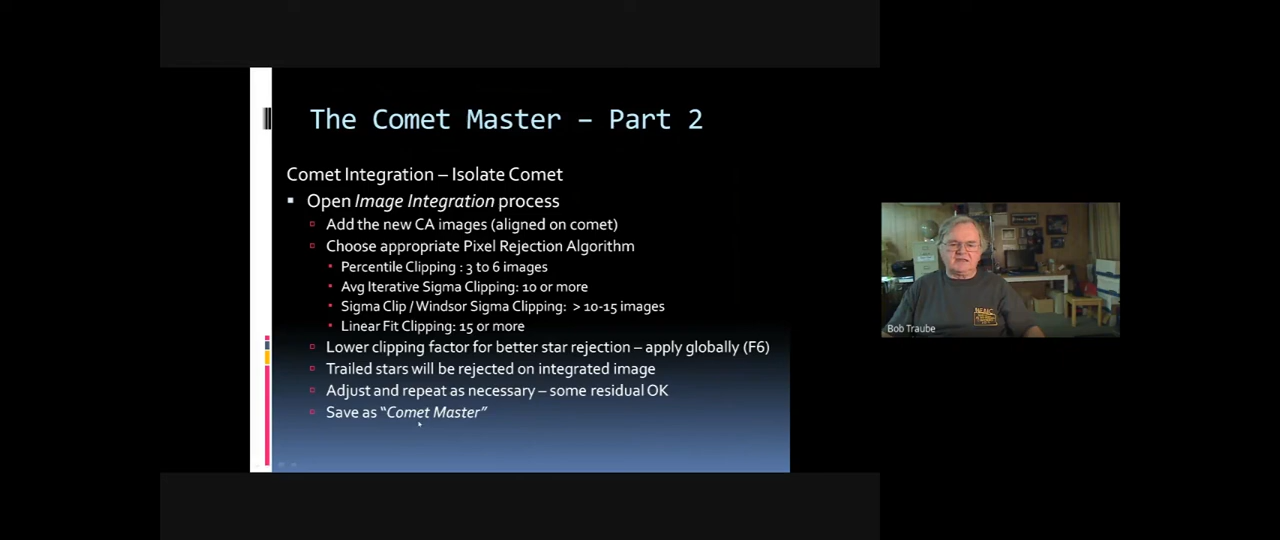 The Comet Master – Part 2
Comet Integration – Isolate Comet
Open Image Integration process
Add the new CA images (aligned on comet)
Choose appropriate Pixel Rejection Algorithm
Percentile Clipping : 3 to 6 images
Avg Iterative Sigma Clipping: 10 or more
Sigma Clip / Windsor Sigma Clipping:  > 10-15 images
Linear Fit Clipping: 15 or more
Lower clipping factor for better star rejection – apply globally (F6)
Trailed stars will be rejected on integrated image
Adjust and repeat as necessary – some residual OK
Save as “Comet Master”
Bob Traube